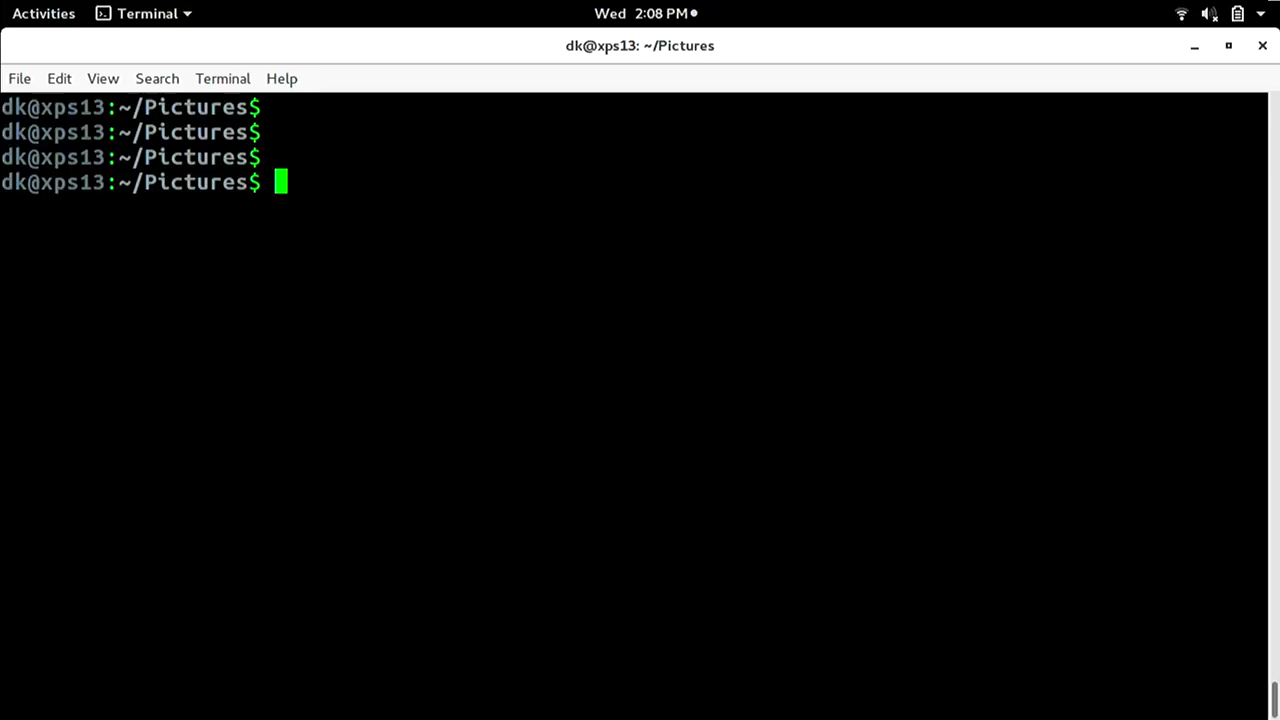 Activities Terminal Wed 2:08 PM
dk@xps13: ~/Pictures
File Edit View Search Terminal Help
dk@xps13:~/Pictures$
dk@xps13:~/Pictures$
dk@xps13:~/Pictures$
dk@xps13:~/Pictures$